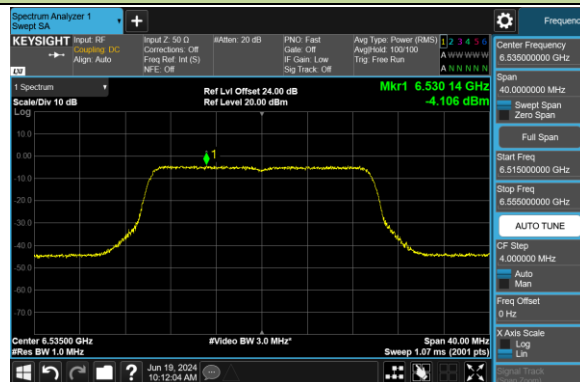 Spectrum Analyzer 1
Swept SA
Frequency
KEYSIGHT
Input: RF
Coupling: DC
Align: Auto
Input Z: 50 Ω
Corrections: Off
Freq Ref: Int (S)
NFE: Off
#Atten: 20 dB
PNO: Fast
Gate: Off
IF Gain: Low
Sig Track: Off
Avg Type: Power (RMS)
Avg|Hold: 100/100
Trig: Free Run
1 2 3 4 5 6
A W W W W W
A N N N N N
LXI
1 Spectrum
Scale/Div 10 dB
Log
Ref Lvl Offset 24.00 dB
Ref Level 20.00 dBm
Mkr1 6.530 14 GHz
-4.106 dBm
10.0
0.00
-10.0
-20.0
-30.0
-40.0
-50.0
-60.0
-70.0
1
Center 6.53500 GHz
#Res BW 1.0 MHz
#Video BW 3.0 MHz*
Span 40.00 MHz
Sweep 1.07 ms (2001 pts)
Jun 19, 2024
10:12:04 AM
?
Center Frequency
6.535000000 GHz
Span
40.0000000 MHz
Swept Span
Zero Span
Full Span
Start Freq
6.515000000 GHz
Stop Freq
6.555000000 GHz
AUTO TUNE
CF Step
4.000000 MHz
Auto
Man
Freq Offset
0 Hz
X Axis Scale
Log
Lin
Signal Track